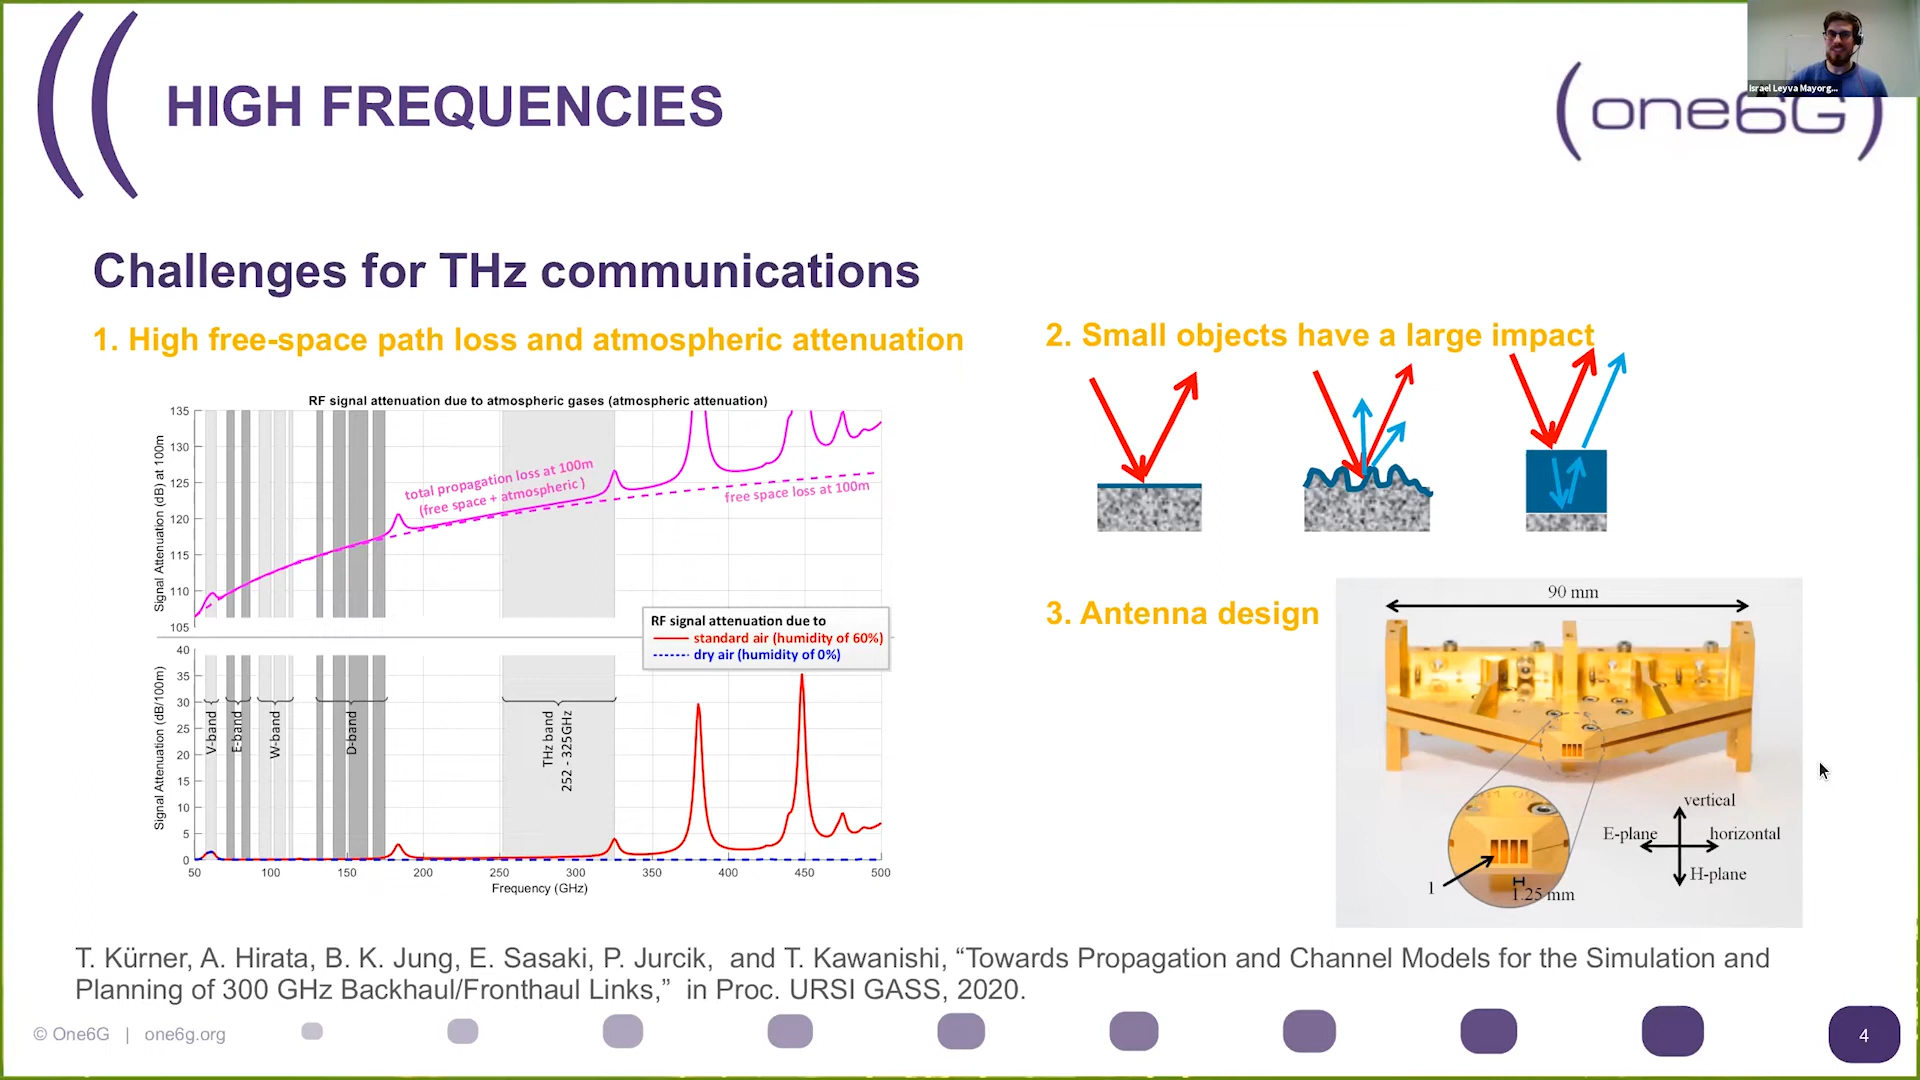 HIGH FREQUENCIES
(one6G)
Israel Leyva Mayorg...
Challenges for THz communications
1. High free-space path loss and atmospheric attenuation
RF signal attenuation due to atmospheric gases (atmospheric attenuation)
Signal Attenuation (dB) at 100m
135
130
125
120
115
110
105
total propagation loss at 100m
(free space + atmospheric )
free space loss at 100m
RF signal attenuation due to
standard air (humidity of 60%)
dry air (humidity of 0%)
Signal Attenuation (dB/100m)
40
35
30
25
20
15
10
5
0
V-band
E-band
W-band
D-band
THz band
252 - 325GHz
50 100 150 200 250 300 350 400 450 500
Frequency (GHz)
2. Small objects have a large impact
3. Antenna design
90 mm
vertical
E-plane horizontal
H-plane
1
1.25 mm
T. Kürner, A. Hirata, B. K. Jung, E. Sasaki, P. Jurcik, and T. Kawanishi, “Towards Propagation and Channel Models for the Simulation and
Planning of 300 GHz Backhaul/Fronthaul Links,” in Proc. URSI GASS, 2020.
© One6G | one6g.org
4